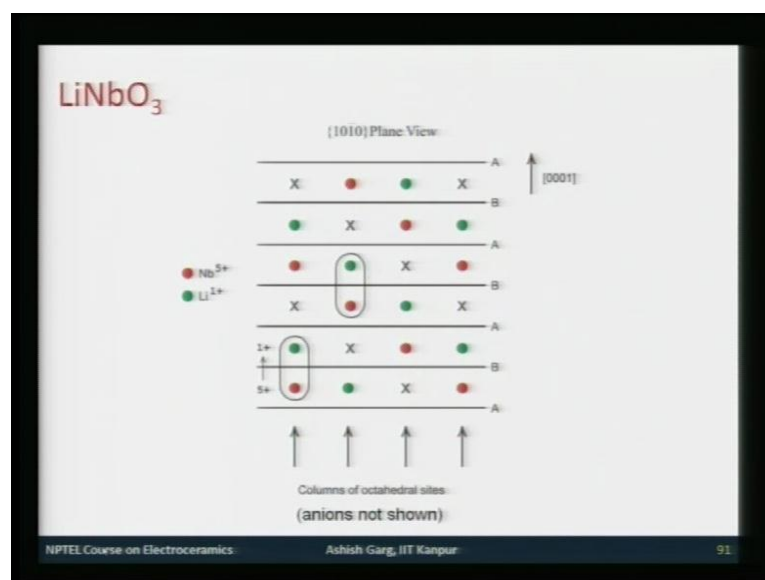 LiNbO3
{1010} Plane View
A
X X [0001]
B
X
A
Nb5+ X
B
Li1+
X X
A
1+ X
B
5+ X
A
Columns of octahedral sites
(anions not shown)
NPTEL Course on Electroceramics Ashish Garg, IIT Kanpur 91